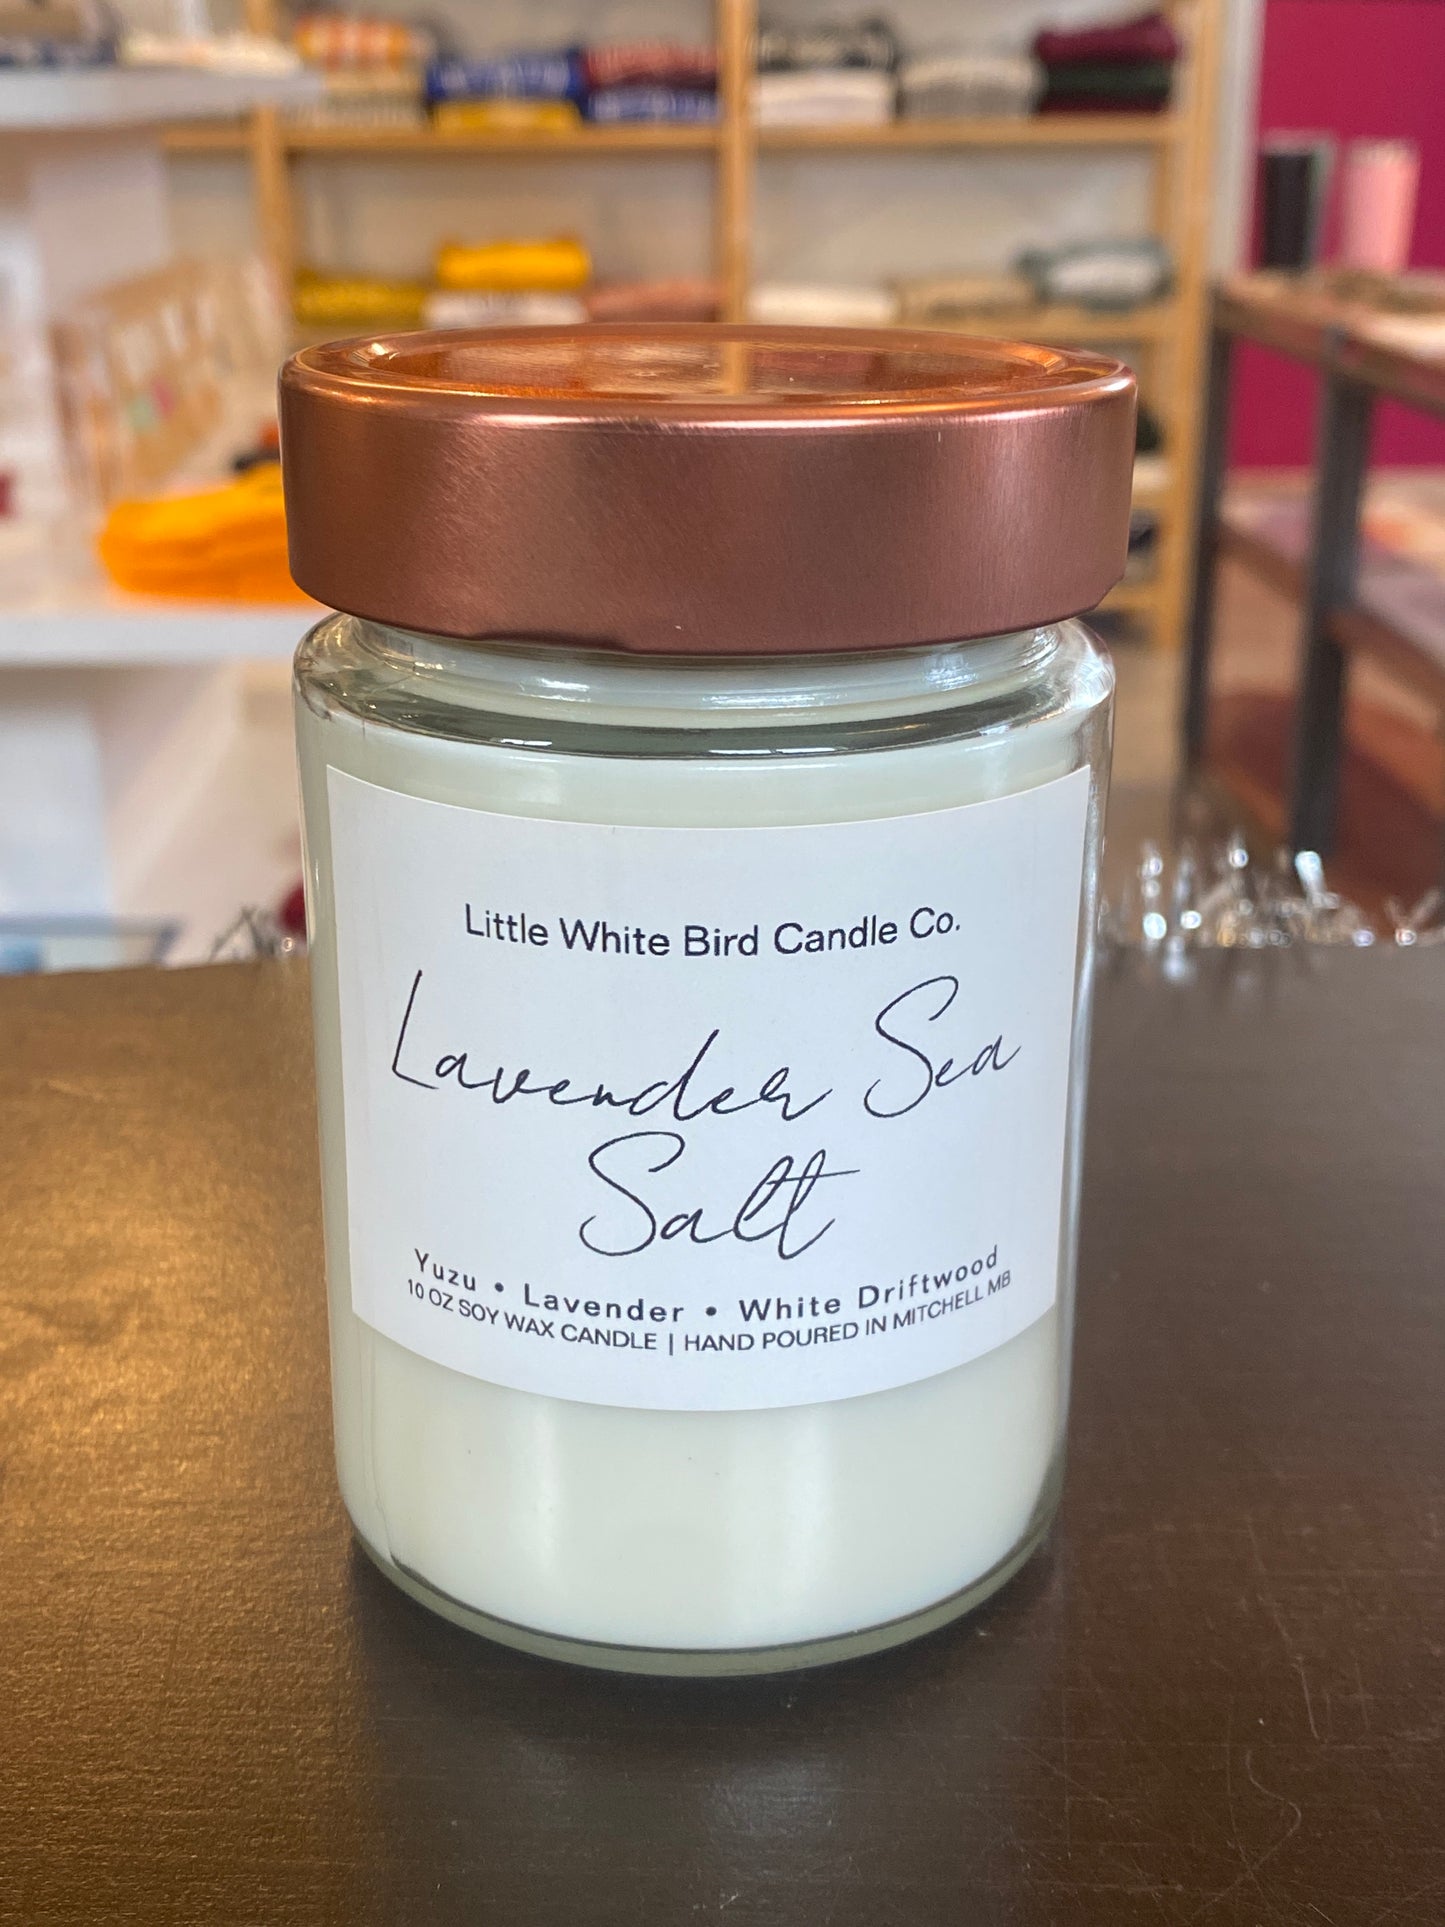 Little White Bird Candle Co.
Lavender Sea
Salt
Yuzu • Lavender • White Driftwood
10 OZ SOY WAX CANDLE | HAND POURED IN MITCHELL MB